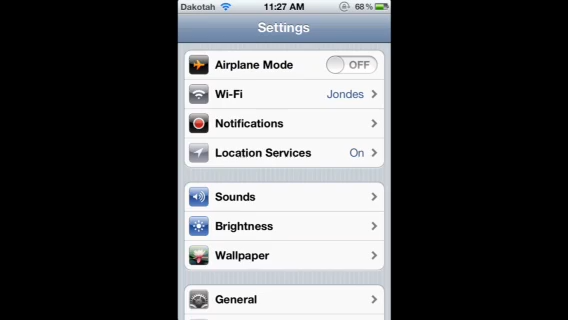 Dakotah 11:27 AM 68 %
Settings
Airplane Mode OFF
Wi-Fi Jondes
Notifications
Location Services On
Sounds
Brightness
Wallpaper
General